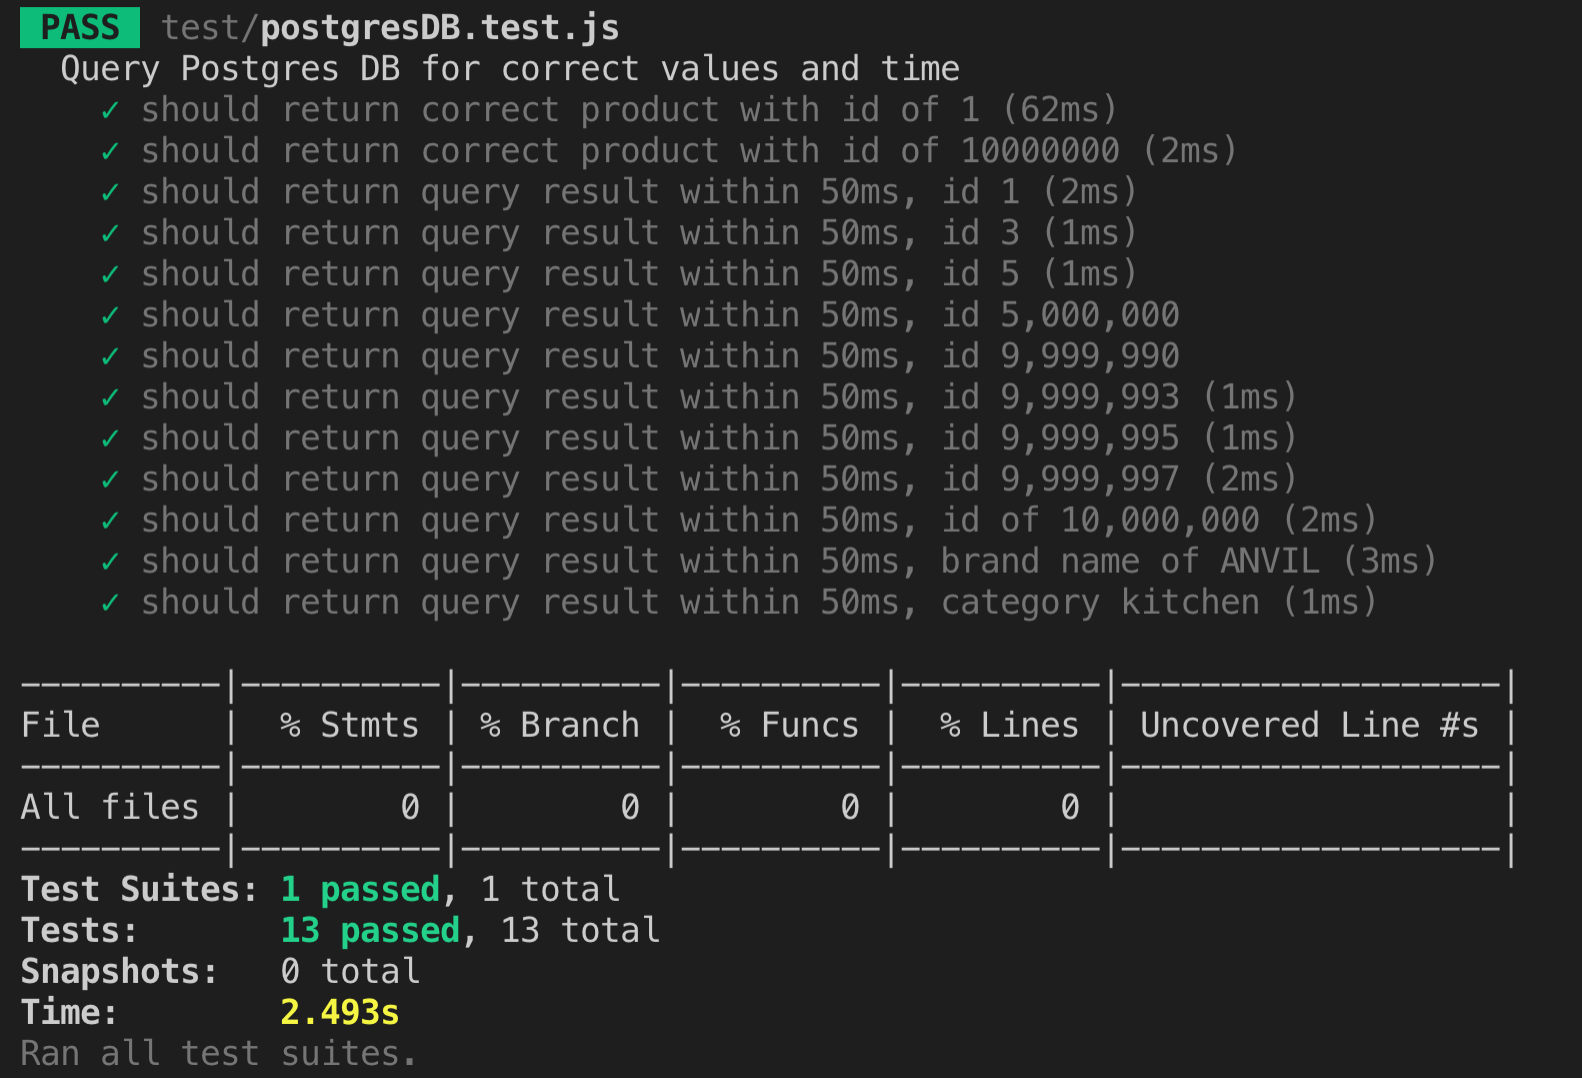 PASS test/postgresDB.test.js
Query Postgres DB for correct values and time
✓ should return correct product with id of 1 (62ms)
✓ should return correct product with id of 10000000 (2ms)
✓ should return query result within 50ms, id 1 (2ms)
✓ should return query result within 50ms, id 3 (1ms)
✓ should return query result within 50ms, id 5 (1ms)
✓ should return query result within 50ms, id 5,000,000
✓ should return query result within 50ms, id 9,999,990
✓ should return query result within 50ms, id 9,999,993 (1ms)
✓ should return query result within 50ms, id 9,999,995 (1ms)
✓ should return query result within 50ms, id 9,999,997 (2ms)
✓ should return query result within 50ms, id of 10,000,000 (2ms)
✓ should return query result within 50ms, brand name of ANVIL (3ms)
✓ should return query result within 50ms, category kitchen (1ms)
----------|----------|----------|----------|----------|-------------------|
File | % Stmts | % Branch | % Funcs | % Lines | Uncovered Line #s |
----------|----------|----------|----------|----------|-------------------|
All files | 0 | 0 | 0 | 0 | |
----------|----------|----------|----------|----------|-------------------|
Test Suites: 1 passed, 1 total
Tests: 13 passed, 13 total
Snapshots: 0 total
Time: 2.493s
Ran all test suites.